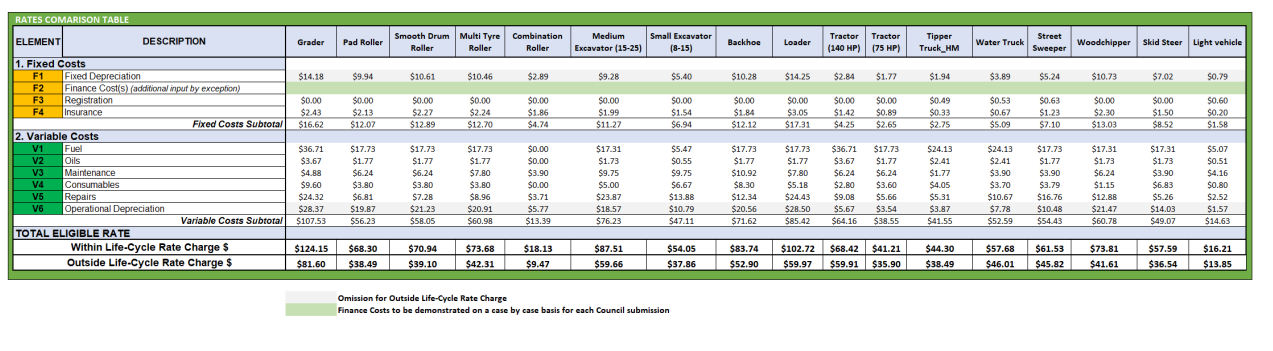 RATES COMARISON TABLE
ELEMENT DESCRIPTION Grader Pad Roller Smooth Drum Roller Multi Tyre Roller Combination Roller Medium Excavator (15-25) Small Excavator (8-15) Backhoe Loader Tractor (140 HP) Tractor (75 HP) Tipper Truck_HM Water Truck Street Sweeper Woodchipper Skid Steer Light vehicle
1. Fixed Costs
F1 Fixed Depreciation $14.18 $9.94 $10.61 $10.46 $2.89 $9.28 $5.40 $10.28 $14.25 $2.84 $1.77 $1.94 $3.89 $5.24 $10.73 $7.02 $0.79
F2 Finance Cost(s) (additional input by exception)
F3 Registration $0.00 $0.00 $0.00 $0.00 $0.00 $0.00 $0.00 $0.00 $0.00 $0.00 $0.00 $0.49 $0.53 $0.63 $0.00 $0.00 $0.60
F4 Insurance $2.43 $2.13 $2.27 $2.24 $1.86 $1.99 $1.54 $1.84 $3.05 $1.42 $0.89 $0.33 $0.67 $1.23 $2.30 $1.50 $0.20
Fixed Costs Subtotal $16.62 $12.07 $12.89 $12.70 $4.74 $11.27 $6.94 $12.12 $17.31 $4.25 $2.65 $2.75 $5.09 $7.10 $13.03 $8.52 $1.58
2. Variable Costs
V1 Fuel $36.71 $17.73 $17.73 $17.73 $0.00 $17.31 $5.47 $17.73 $17.73 $36.71 $17.73 $24.13 $24.13 $17.73 $17.31 $17.31 $5.07
V2 Oils $3.67 $1.77 $1.77 $1.77 $0.00 $1.73 $0.55 $1.77 $1.77 $3.67 $1.77 $2.41 $2.41 $1.77 $1.73 $1.73 $0.51
V3 Maintenance $4.88 $6.24 $6.24 $7.80 $3.90 $9.75 $9.75 $10.92 $7.80 $6.24 $6.24 $1.77 $3.90 $3.90 $6.24 $3.90 $4.16
V4 Consumables $9.60 $3.80 $3.80 $3.80 $0.00 $5.00 $6.67 $8.30 $5.18 $2.80 $3.60 $4.05 $3.70 $3.79 $1.15 $6.83 $0.80
V5 Repairs $24.32 $6.81 $7.28 $8.96 $3.71 $23.87 $13.88 $12.34 $24.43 $9.08 $5.66 $5.31 $10.67 $16.76 $12.88 $5.26 $2.52
V6 Operational Depreciation $28.37 $19.87 $21.23 $20.91 $5.77 $18.57 $10.79 $20.56 $28.50 $5.67 $3.54 $3.87 $7.78 $10.48 $21.47 $14.03 $1.57
Variable Costs Subtotal $107.53 $56.23 $58.05 $60.98 $13.39 $76.23 $47.11 $71.62 $85.42 $64.16 $38.55 $41.55 $52.59 $54.43 $60.78 $49.07 $14.63
TOTAL ELIGIBLE RATE
Within Life-Cycle Rate Charge $ $124.15 $68.30 $70.94 $73.68 $18.13 $87.51 $54.05 $83.74 $102.72 $68.42 $41.21 $44.30 $57.68 $61.53 $73.81 $57.59 $16.21
Outside Life-Cycle Rate Charge $ $81.60 $38.49 $39.10 $42.31 $9.47 $59.66 $37.86 $52.90 $59.97 $59.91 $35.90 $38.49 $46.01 $45.82 $41.61 $36.54 $13.85
Omission for Outside Life-Cycle Rate Charge
Finance Costs to be demonstrated on a case by case basis for each Council submission